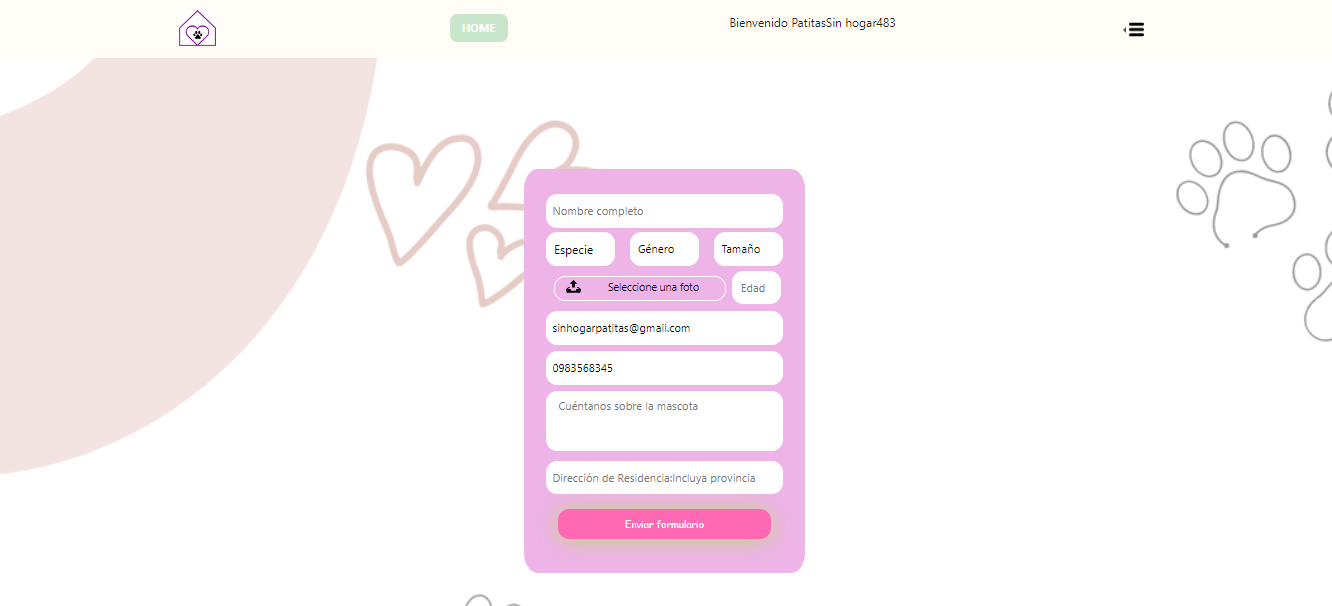 HOME
Bienvenido PatitasSin hogar483
Nombre completo
Especie Género Tamaño
Seleccione una foto Edad
sinhogarpatitas@gmail.com
0983568345
Cuéntanos sobre la mascota
Dirección de Residencia:Incluya provincia
Enviar formulario